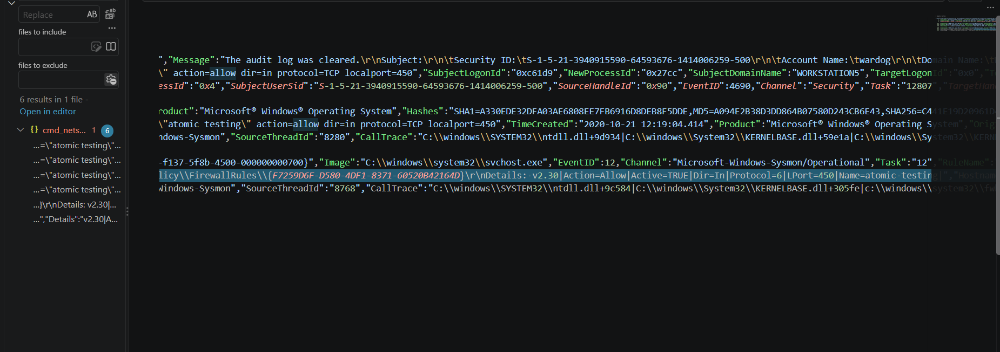 Replace AB
files to include
files to exclude
6 results in 1 file -
Open in editor
{} cmd_nets... 1 6
...=\"atomic testing\"...
...=\"atomic testing\"...
...=\"atomic testing\"...
...=\"atomic testing\"...
...}\r\nDetails: v2.30|...
...","Details":"v2.30|A...
","Message":"The audit log was cleared.\r\nSubject:\r\n\tSecurity ID:\tS-1-5-21-3940915590-64593676-1414006259-500\r\n\tAccount Name:\twardog\r\n\tDomain Name:\t
\" action=allow dir=in protocol=TCP localport=450","SubjectLogonId":"0xc61d9","NewProcessId":"0x27cc","SubjectDomainName":"WORKSTATION5","TargetLogonId":"0x0","T
essId":"0x4","SubjectUserSid":"S-1-5-21-3940915590-64593676-1414006259-500","SourceHandleId":"0x90","EventID":4690,"Channel":"Security","Task":"12807","TargetHan
roduct":"Microsoft® Windows® Operating System","Hashes":"SHA1=A330EDE32DFA03AE6808EE7FB6916D8DEB8F5DDE,MD5=A094E2B38D3DD864B07580D243CB6E43,SHA256=C441E19D20961D
\"atomic testing\" action=allow dir=in protocol=TCP localport=450","TimeCreated":"2020-10-21 12:19:04.414","Product":"Microsoft® Windows® Operating System","Orig
ndows-Sysmon","SourceThreadId":"8280","CallTrace":"C:\\windows\\SYSTEM32\\ntdll.dll+9d934|C:\\windows\\System32\\KERNELBASE.dll+59e1a|C:\\windows\\System32\\KERN
-f137-5f8b-4500-000000000700}","Image":"C:\\windows\\system32\\svchost.exe","EventID":12,"Channel":"Microsoft-Windows-Sysmon/Operational","Task":"12","RuleName":
licy\\FirewallRules\\{F7259D6F-D580-4DF1-8371-60520B42164D}\r\nDetails: v2.30|Action=Allow|Active=TRUE|Dir=In|Protocol=6|LPort=450|Name=atomic testing|","Hostnam
Windows-Sysmon","SourceThreadId":"8768","CallTrace":"C:\\windows\\SYSTEM32\\ntdll.dll+9c584|C:\\windows\\System32\\KERNELBASE.dll+305fe|c:\\windows\\system32\\fw